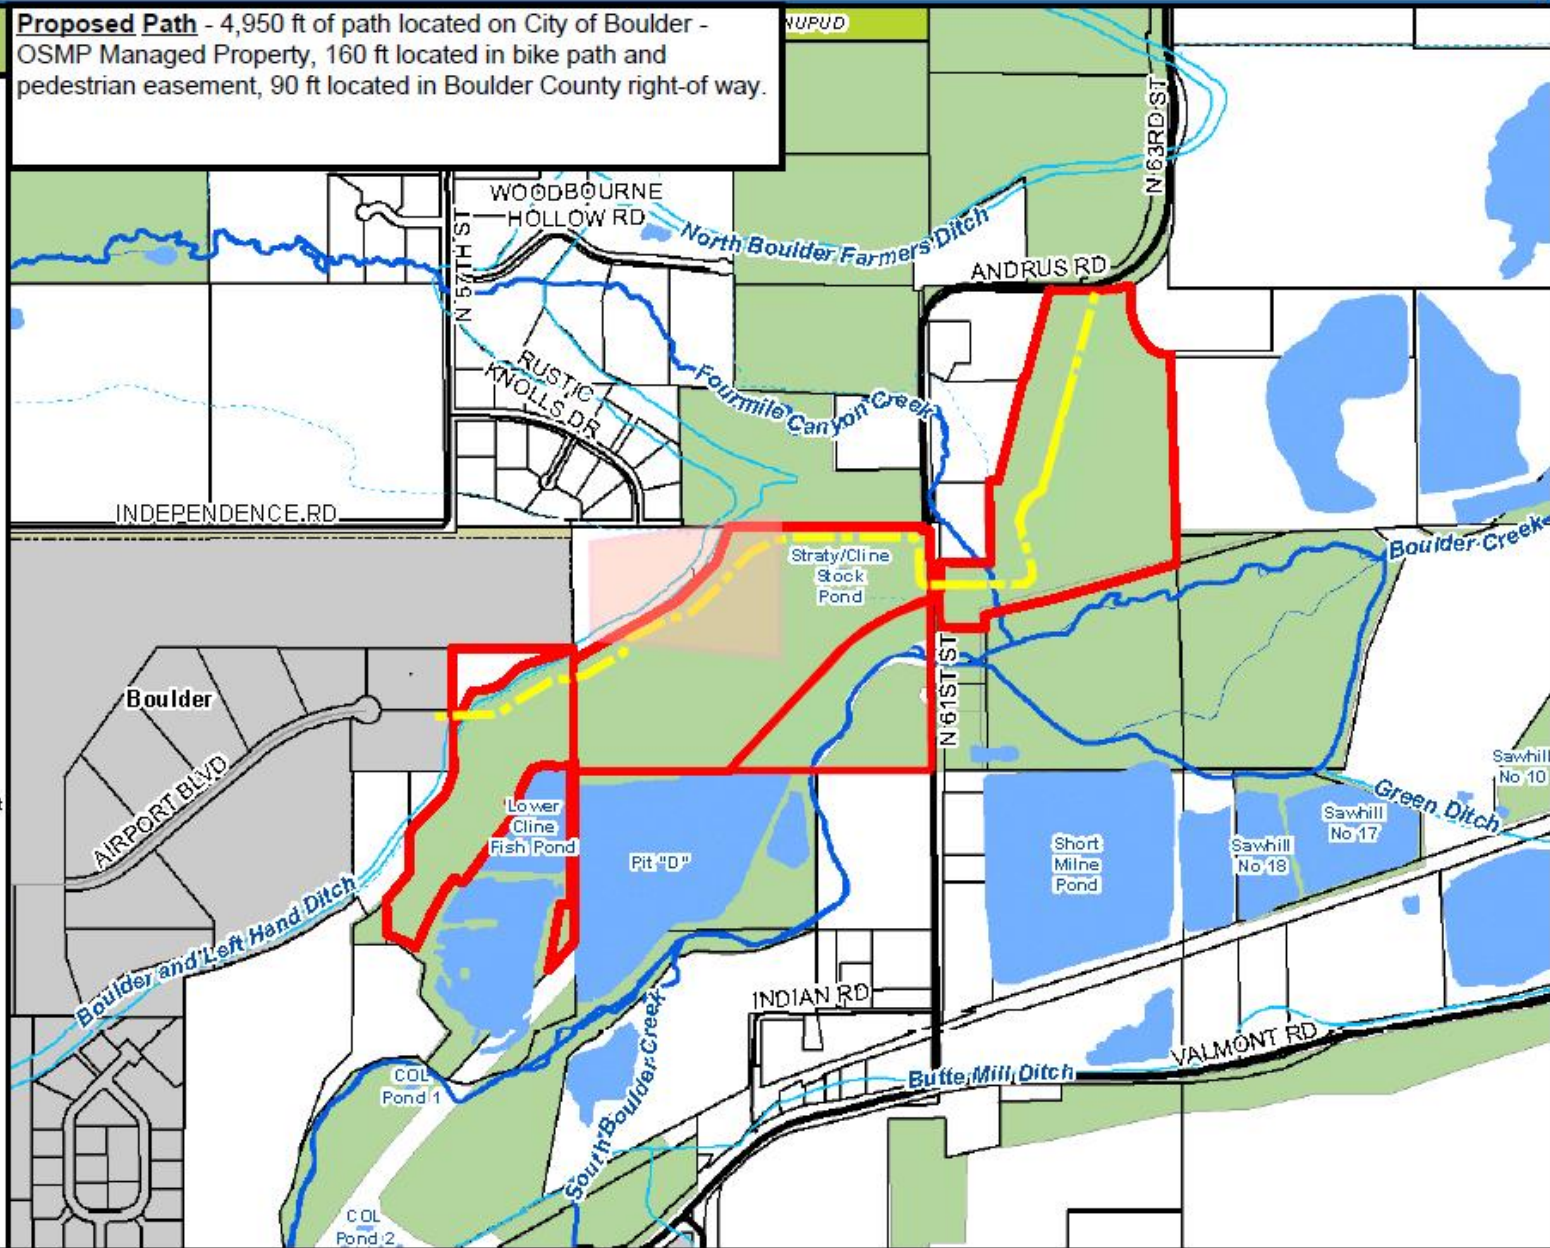 Proposed Path - 4,950 ft of path located on City of Boulder -
OSMP Managed Property, 160 ft located in bike path and
pedestrian easement, 90 ft located in Boulder County right-of way.
NUPUD
N 63RD ST
WOODBOURNE
HOLLOW RD
North Boulder Farmers Ditch
ANDRUS RD
N 57TH ST
RUSTIC
KNOLLS DR
Fourmile Canyon Creek
INDEPENDENCE RD
Straty/Cline
Stock
Pond
Boulder Creek
N 61ST ST
Boulder
AIRPORT BLVD
Lower
Cline
Fish Pond
Pit "D"
Short
Milne
Pond
Sawhill
No 18
Sawhill
No 17
Sawhill
No 10
Green Ditch
Boulder and Left Hand Ditch
INDIAN RD
VALMONT RD
Butte Mill Ditch
South Boulder Creek
COL
Pond 1
COL
Pond 2